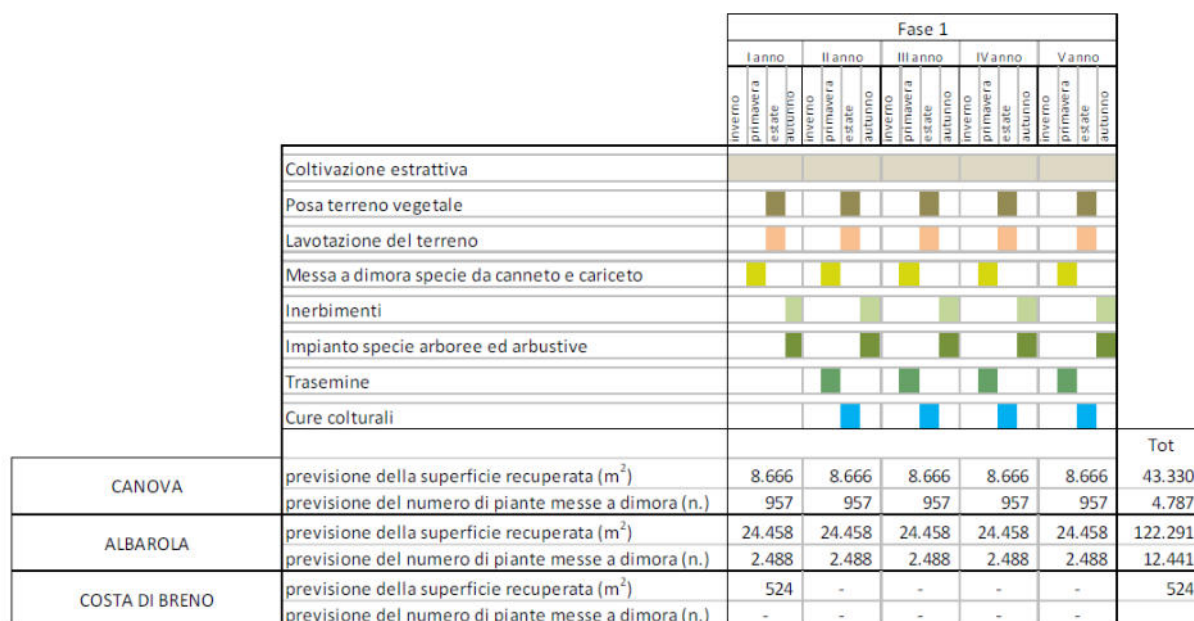 Fase 1
I anno II anno III anno IV anno V anno
inverno primavera estate autunno inverno primavera estate autunno inverno primavera estate autunno inverno primavera estate autunno inverno primavera estate autunno
Coltivazione estrattiva
Posa terreno vegetale
Lavotazione del terreno
Messa a dimora specie da canneto e cariceto
Inerbimenti
Impianto specie arboree ed arbustive
Trasemine
Cure colturali
Tot
CANOVA
previsione della superficie recuperata (m²) 8.666 8.666 8.666 8.666 8.666 43.330
previsione del numero di piante messe a dimora (n.) 957 957 957 957 957 4.787
ALBAROLA
previsione della superficie recuperata (m²) 24.458 24.458 24.458 24.458 24.458 122.291
previsione del numero di piante messe a dimora (n.) 2.488 2.488 2.488 2.488 2.488 12.441
COSTA DI BRENO
previsione della superficie recuperata (m²) 524 - - - - 524
previsione del numero di piante messe a dimora (n.) - - - - -